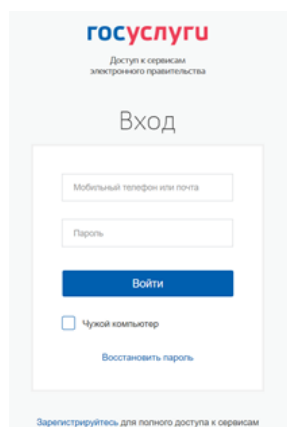 госуслуги
Доступ к сервисам
электронного правительства
Вход
Мобильный телефон или почта
Пароль
Войти
Чужой компьютер
Восстановить пароль
Зарегистрируйтесь для полного доступа к сервисам